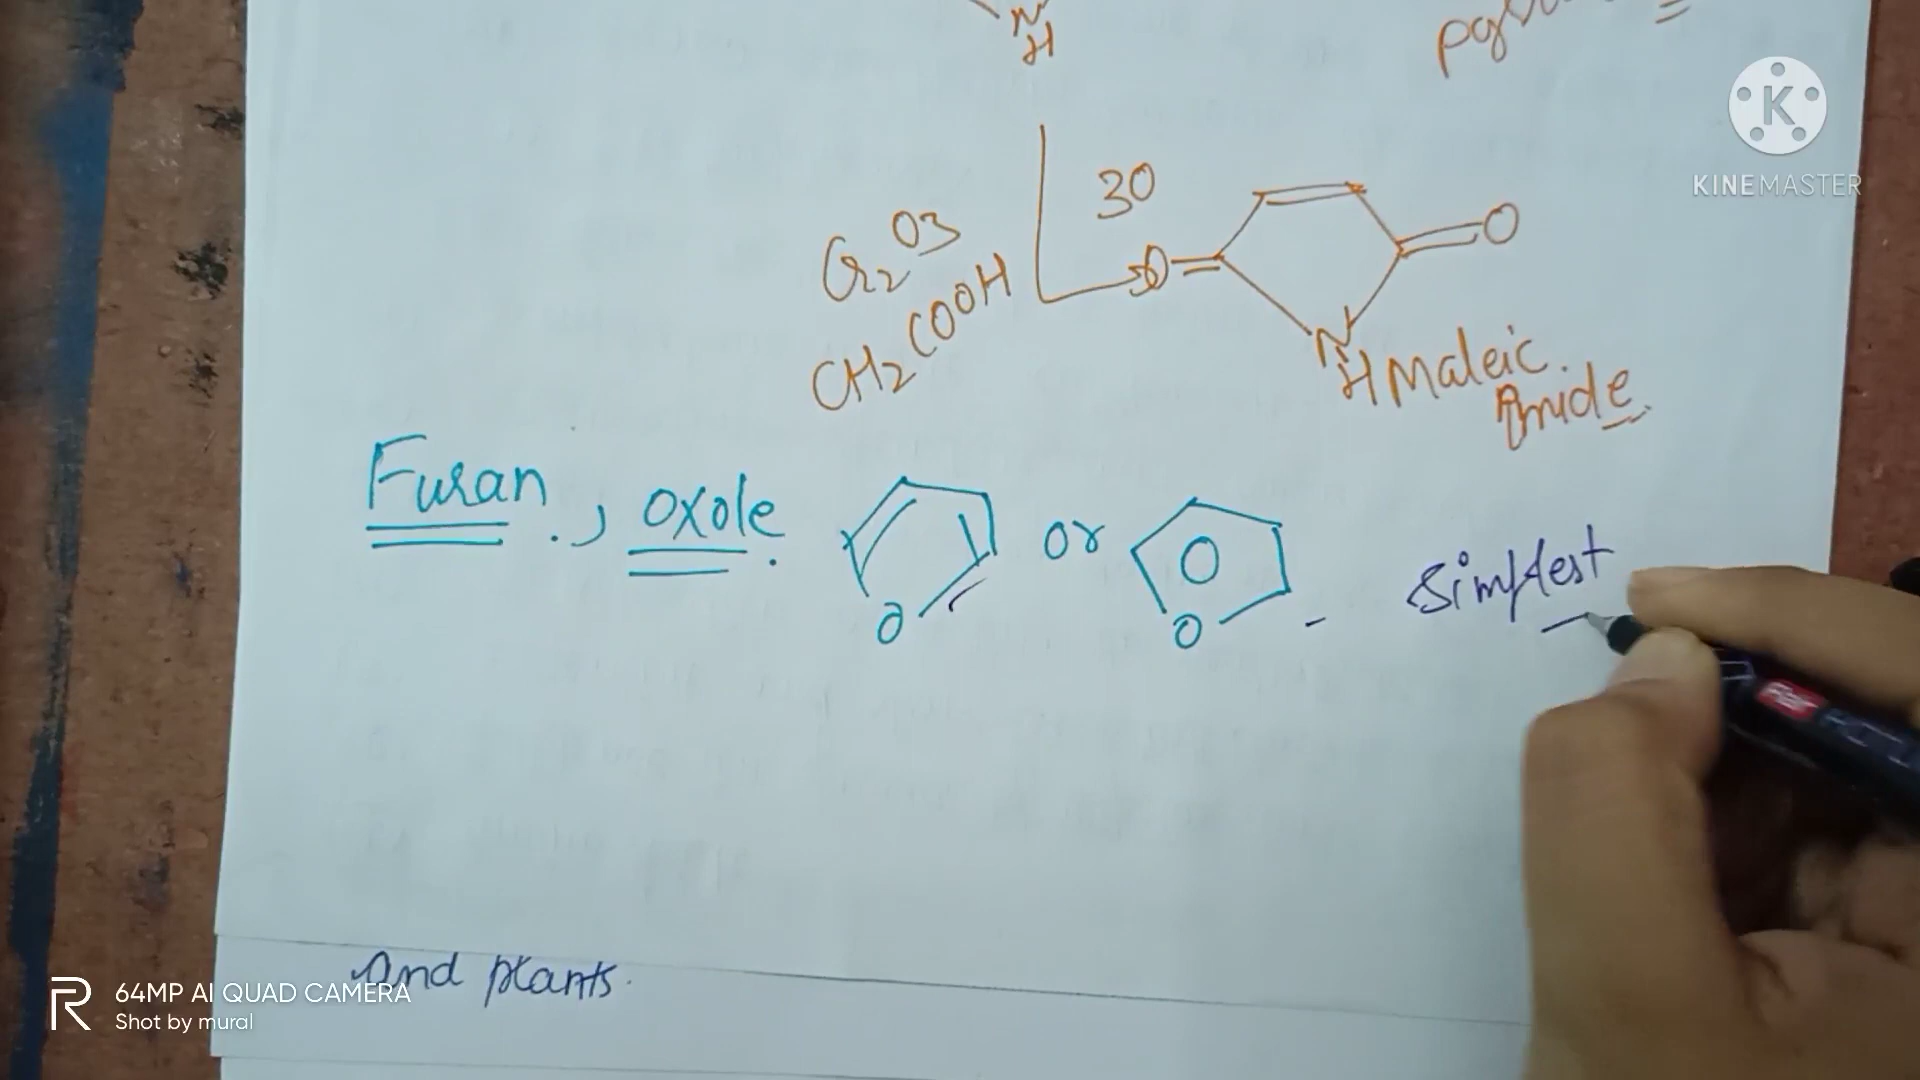 N
H
KINEMASTER
30
Cr2O3
CH2COOH
O
O
N
H Maleic
Amide.
Furan., oxole.
O
or
O
O
Simplest
And plants.
64MP AI QUAD CAMERA
Shot by mural